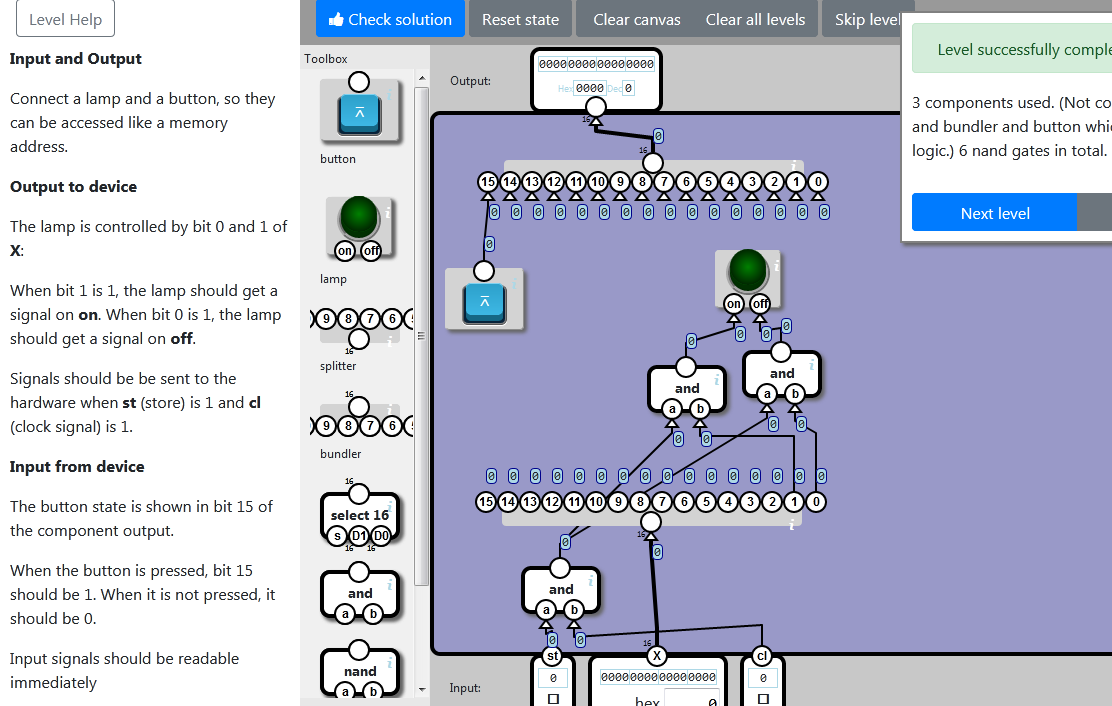 Level Help
Check solution
Reset state
Clear canvas
Clear all levels
Skip level
Input and Output
Connect a lamp and a button, so they
can be accessed like a memory
address.
Output to device
The lamp is controlled by bit 0 and 1 of
X:
When bit 1 is 1, the lamp should get a
signal on on. When bit 0 is 1, the lamp
should get a signal on off.
Signals should be be sent to the
hardware when st (store) is 1 and cl
(clock signal) is 1.
Input from device
The button state is shown in bit 15 of
the component output.
When the button is pressed, bit 15
should be 1. When it is not pressed, it
should be 0.
Input signals should be readable
immediately
Toolbox
button
on off
lamp
9 8 7 6
16
splitter
16
9 8 7 6
bundler
16
select 16
s D1 D0
16 16
and
a b
nand
a b
Level successfully comple
3 components used. (Not co
and bundler and button whic
logic.) 6 nand gates in total.
Next level
Output:
0000000000000000
Hex 0000 Dec 0
16
0
16
15 14 13 12 11 10 9 8 7 6 5 4 3 2 1 0
0 0 0 0 0 0 0 0 0 0 0 0 0 0 0 0
0
on off
0 0 0
0
and
a b
0 0
and
a b
0 0
0 0 0 0 0 0 0 0 0 0 0 0 0 0 0 0
15 14 13 12 11 10 9 8 7 6 5 4 3 2 1 0
16
0
0
and
a b
0 0
16
st X cl
Input:
0
0000000000000000
0
hex 0